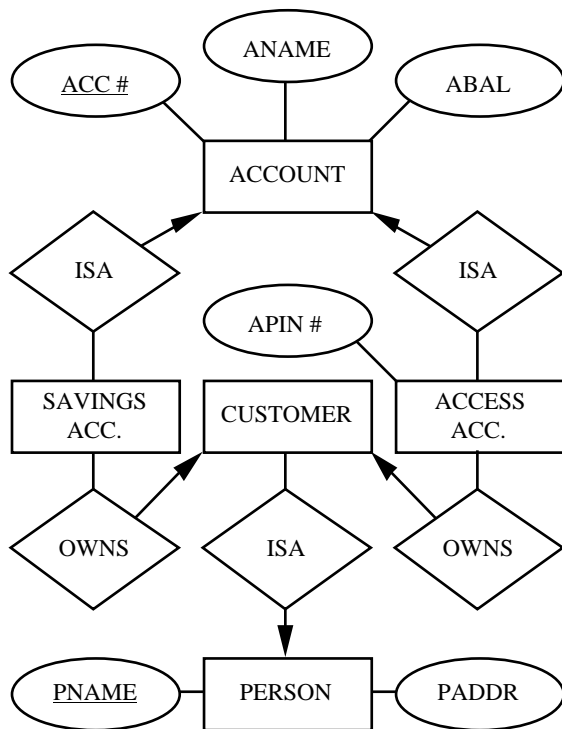 ANAME
ACC #
ABAL
ACCOUNT
ISA
ISA
APIN #
SAVINGS
ACC.
CUSTOMER
ACCESS
ACC.
OWNS
ISA
OWNS
PNAME
PERSON
PADDR